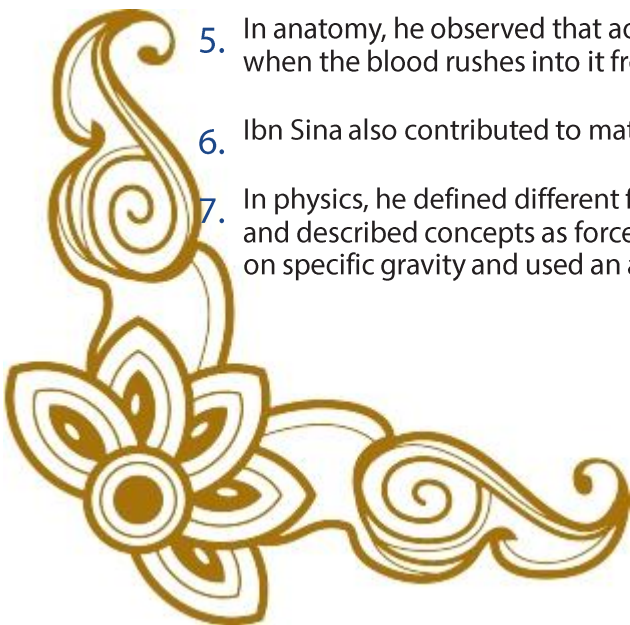 5. In anatomy, he observed that
when the blood rushes into it
6. Ibn Sina also contributed to
7. In physics, he defined different
and described concepts as force
on specific gravity and used an